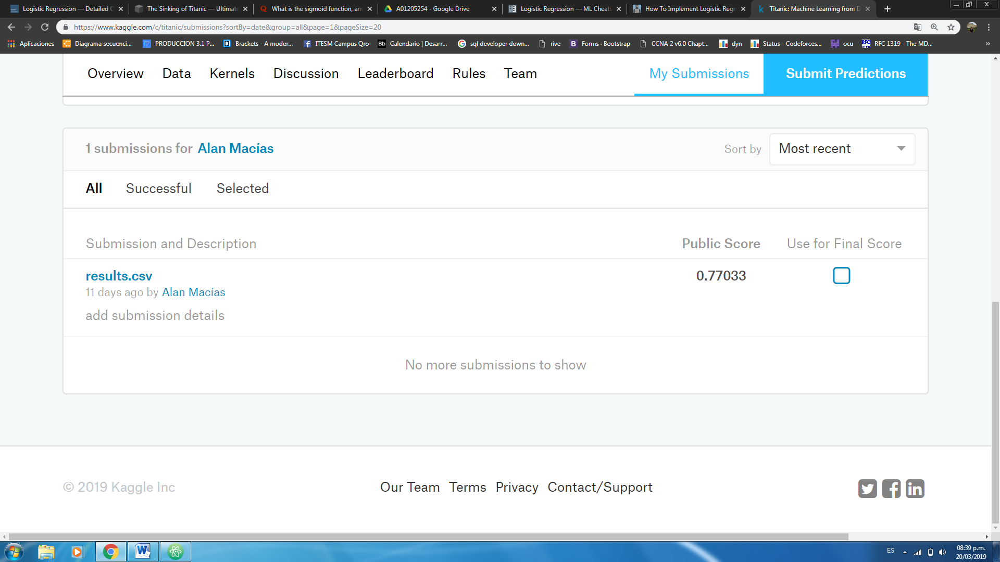 Logistic Regression — Detailed O
The Sinking of Titanic — Ultimate
What is the sigmoid function, an
A01205254 - Google Drive
Logistic Regression — ML Cheats
How To Implement Logistic Regr
Titanic: Machine Learning from D
https://www.kaggle.com/c/titanic/submissions?sortBy=date&group=all&page=1&pageSize=20
Aplicaciones
Diagrama secuenci...
PRODUCCION 3.1 P...
Brackets - A moder...
ITESM Campus Qro
Bb Calendario | Desarr...
sql developer down...
rive
B Forms · Bootstrap
CCNA 2 v6.0 Chapt...
dyn
Status - Codeforces...
ocu
RFC 1319 - The MD...
»
Overview Data Kernels Discussion Leaderboard Rules Team My Submissions Submit Predictions
1 submissions for Alan Macías Sort by Most recent
All Successful Selected
Submission and Description Public Score Use for Final Score
results.csv 0.77033
11 days ago by Alan Macías
add submission details
No more submissions to show
© 2019 Kaggle Inc Our Team Terms Privacy Contact/Support
ES 08:39 p.m.
20/03/2019